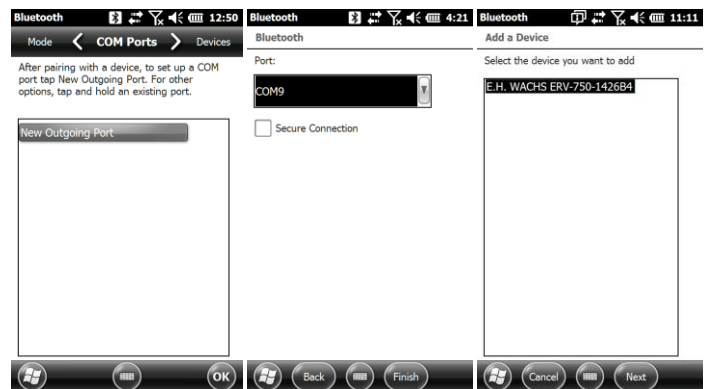 Bluetooth 12:50
Mode COM Ports Devices
After pairing with a device, to set up a COM
port tap New Outgoing Port. For other
options, tap and hold an existing port.
New Outgoing Port
OK
Bluetooth 4:21
Bluetooth
Port:
COM9
Secure Connection
Back Finish
Bluetooth 11:11
Add a Device
Select the device you want to add
E.H. WACHS ERV-750-1426B4
Cancel Next